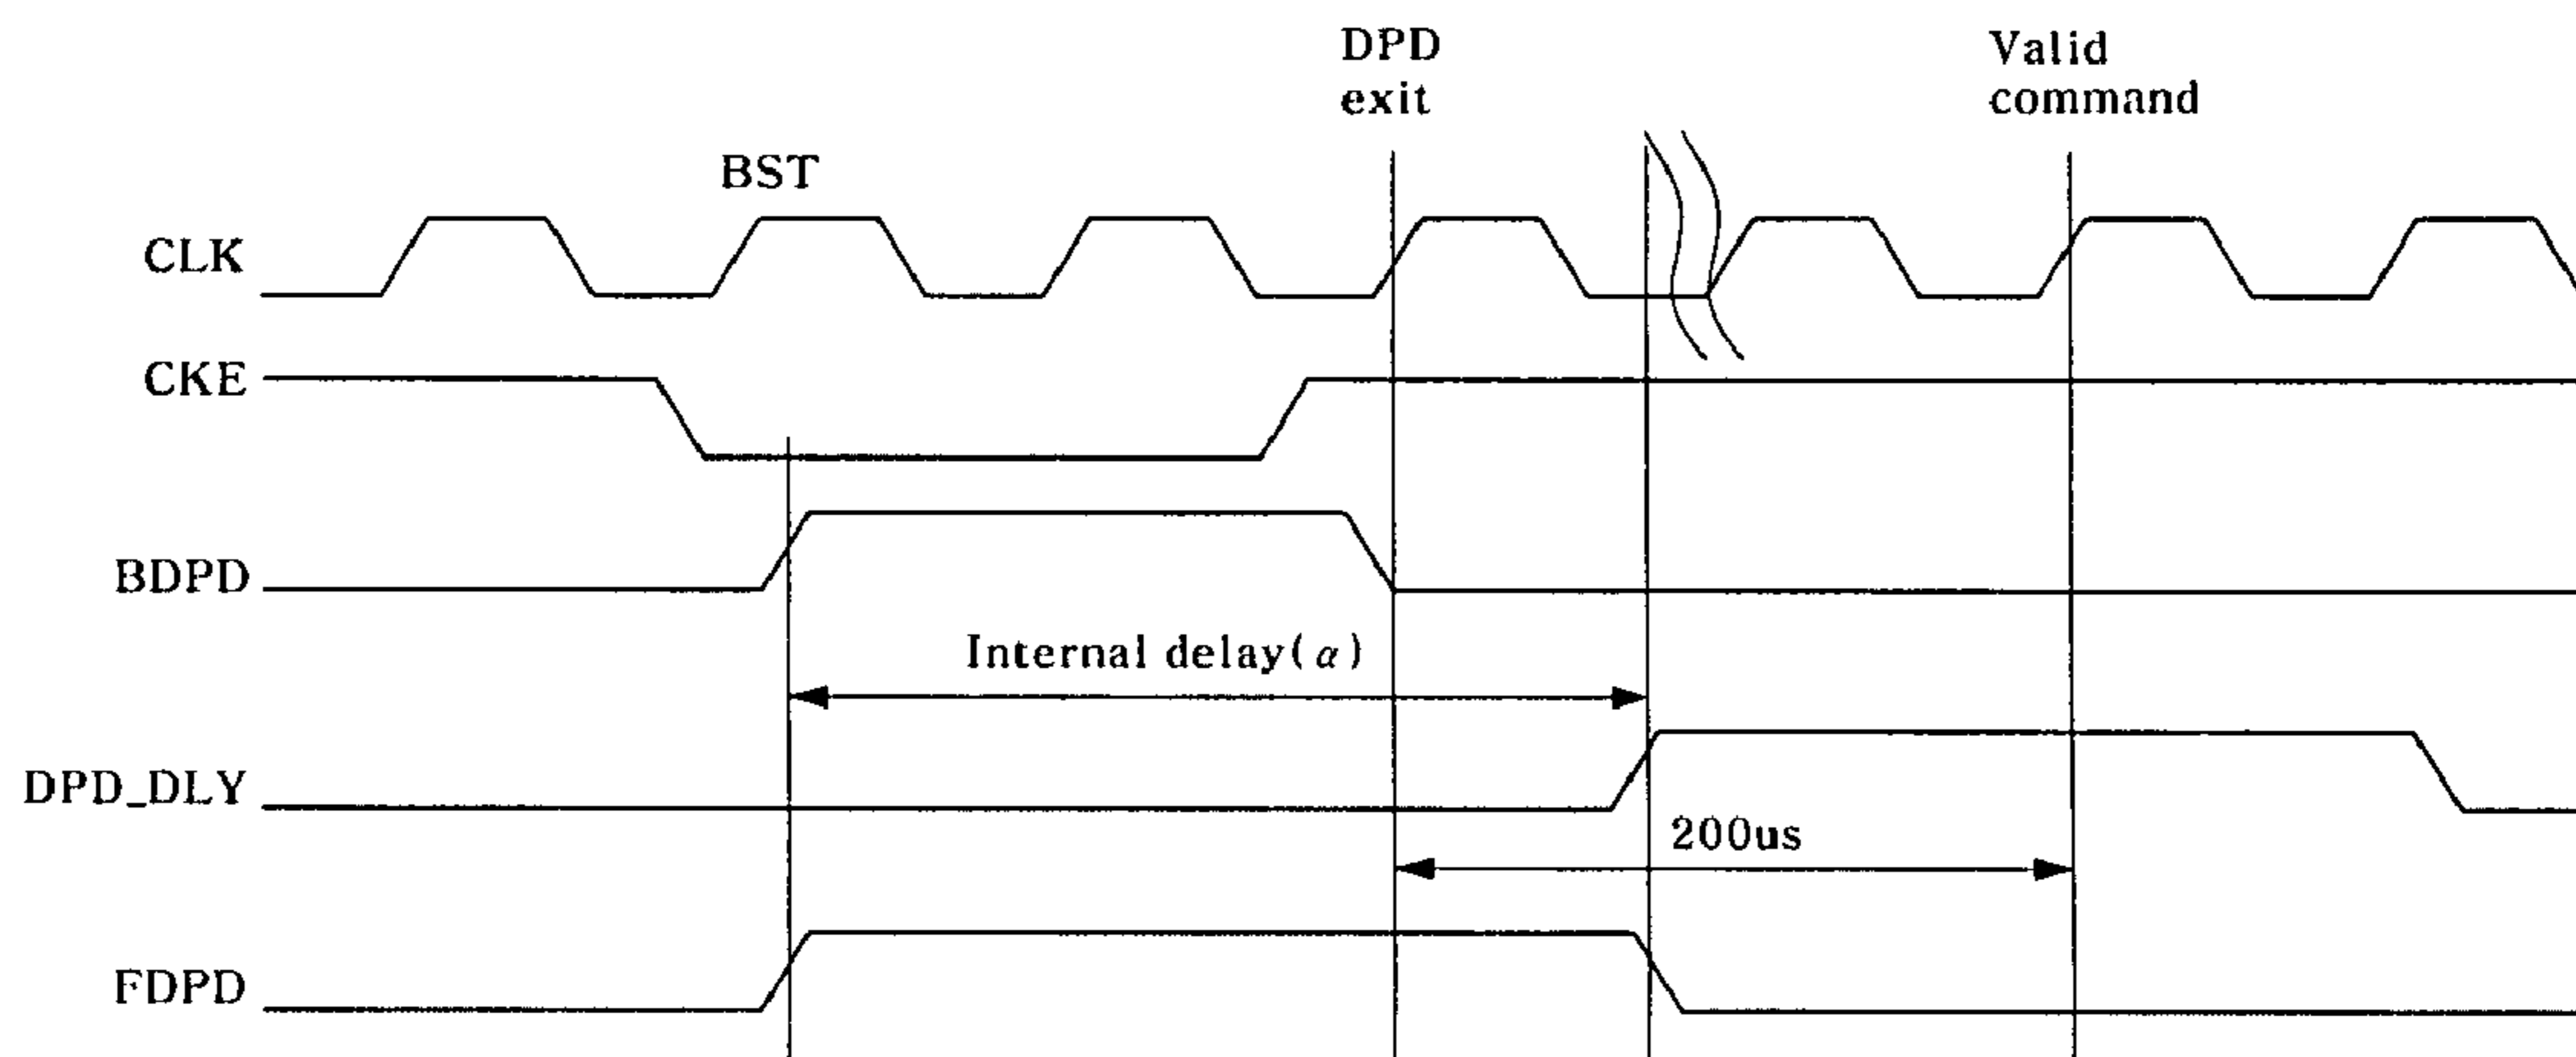 DPD
exit
Valid
command
BST
CLK
CKE
BDPD
Internal delay(α)
DPD_DLY
200us
FDPD